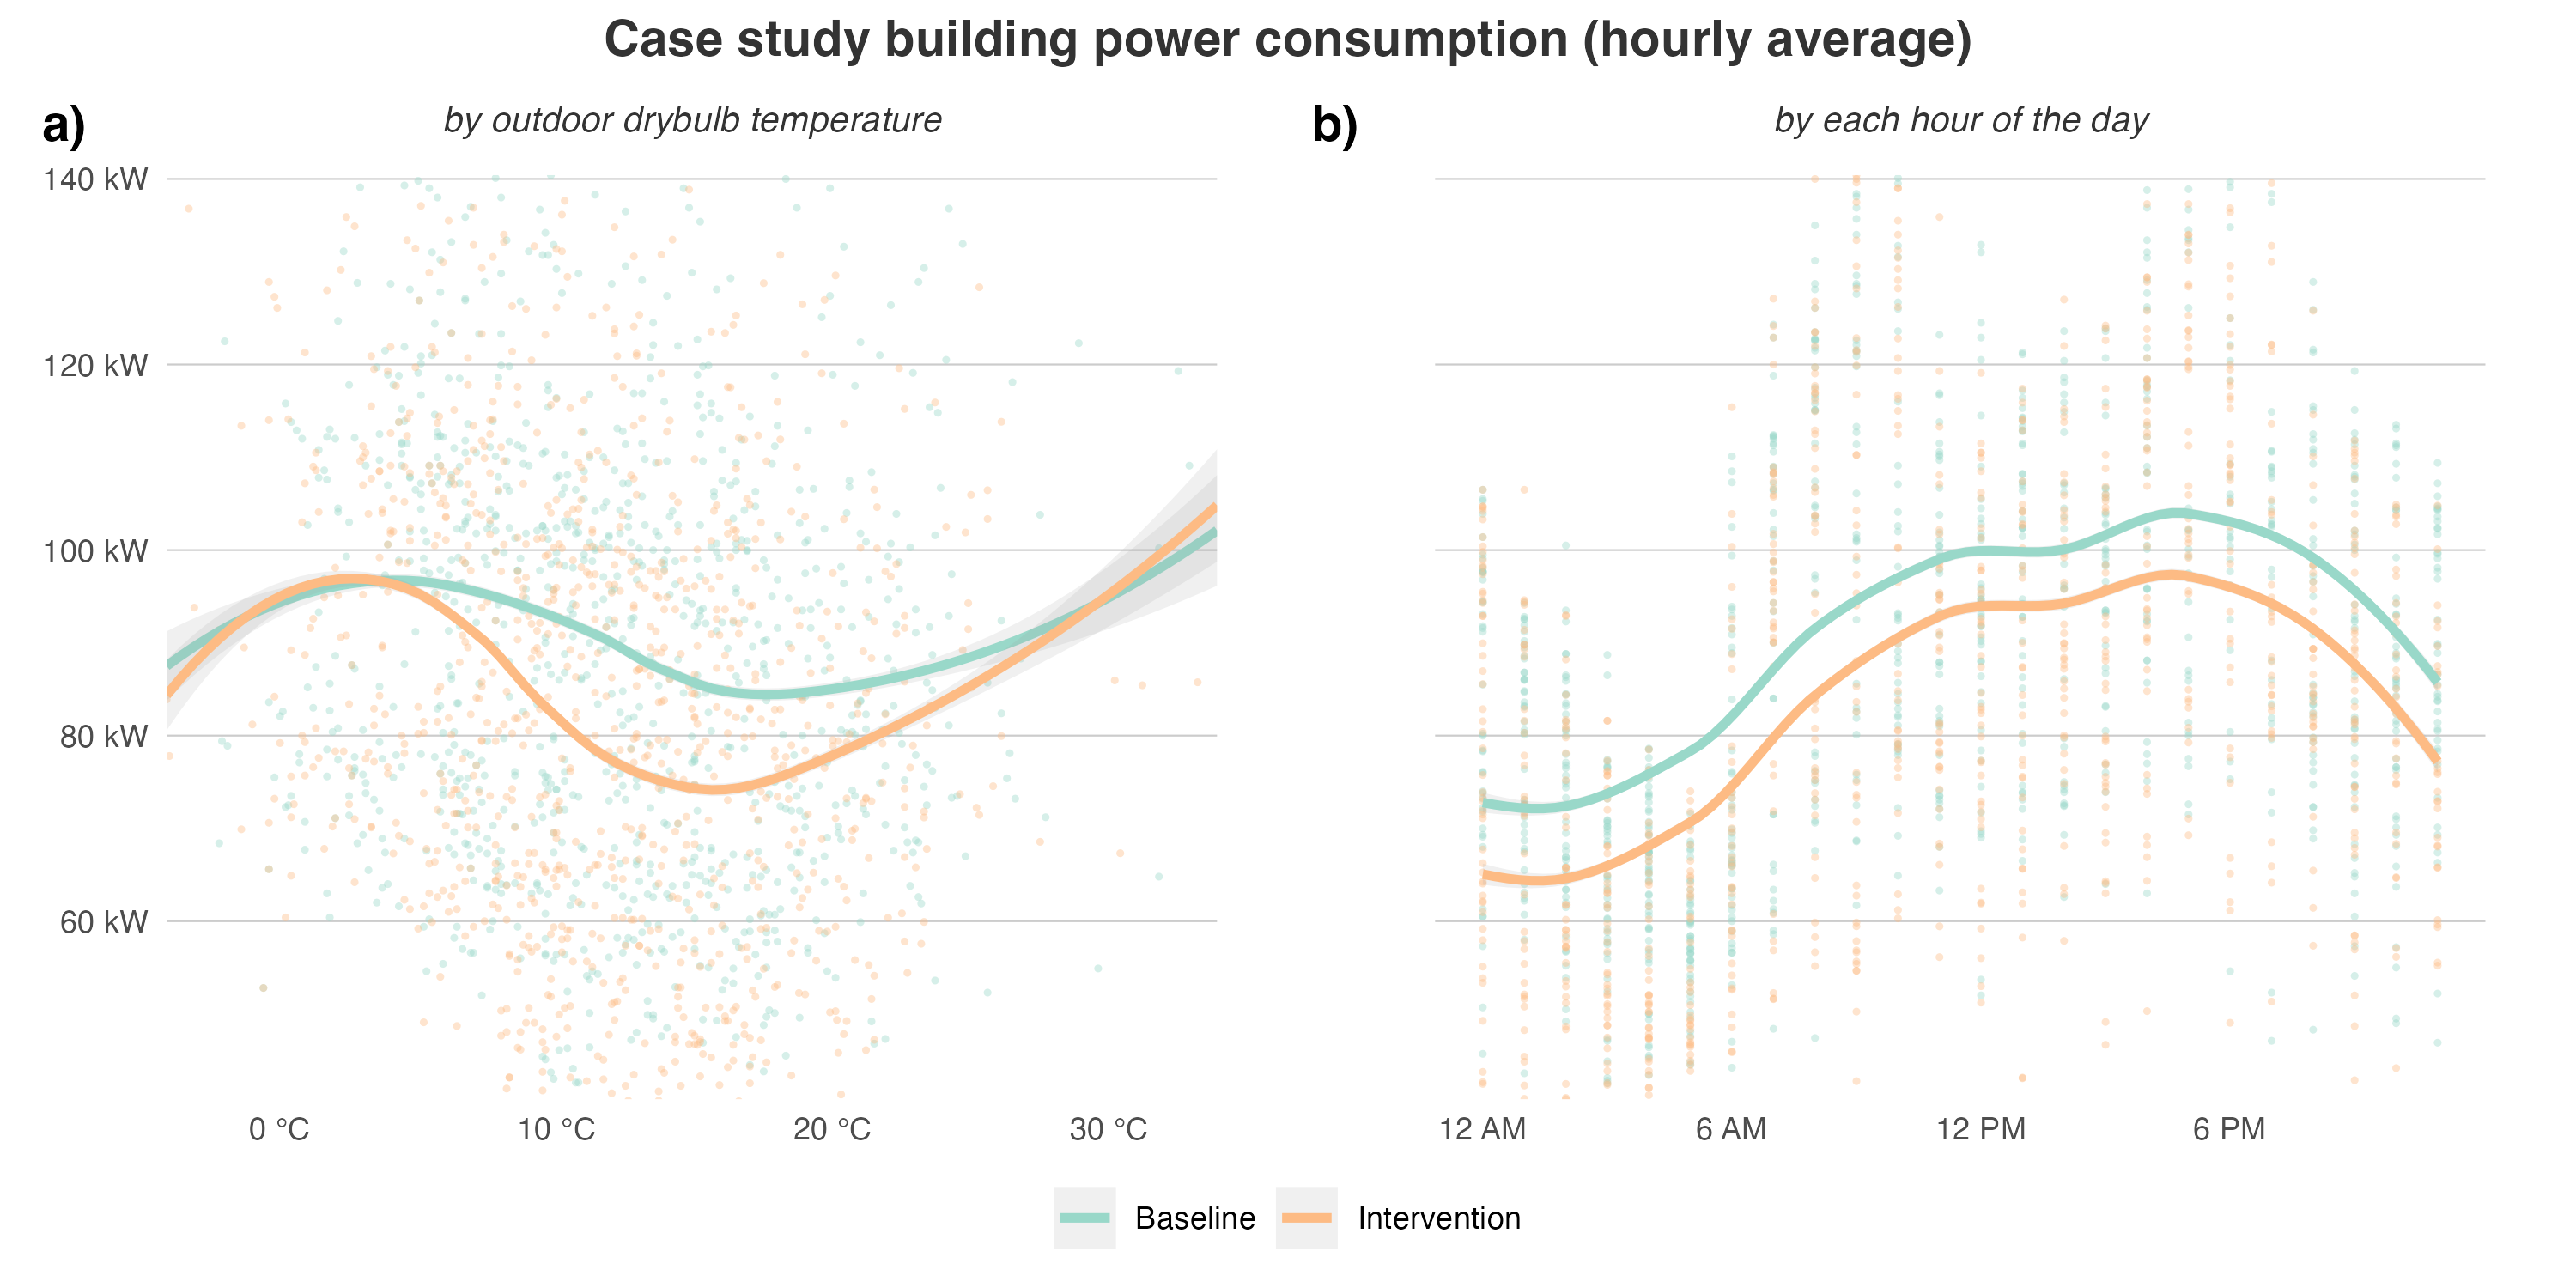 Case study building power consumption (hourly average)
a)
by outdoor drybulb temperature
140 kW
120 kW
100 kW
80 kW
60 kW
0 °C 10 °C 20 °C 30 °C
b)
by each hour of the day
12 AM 6 AM 12 PM 6 PM
Baseline Intervention